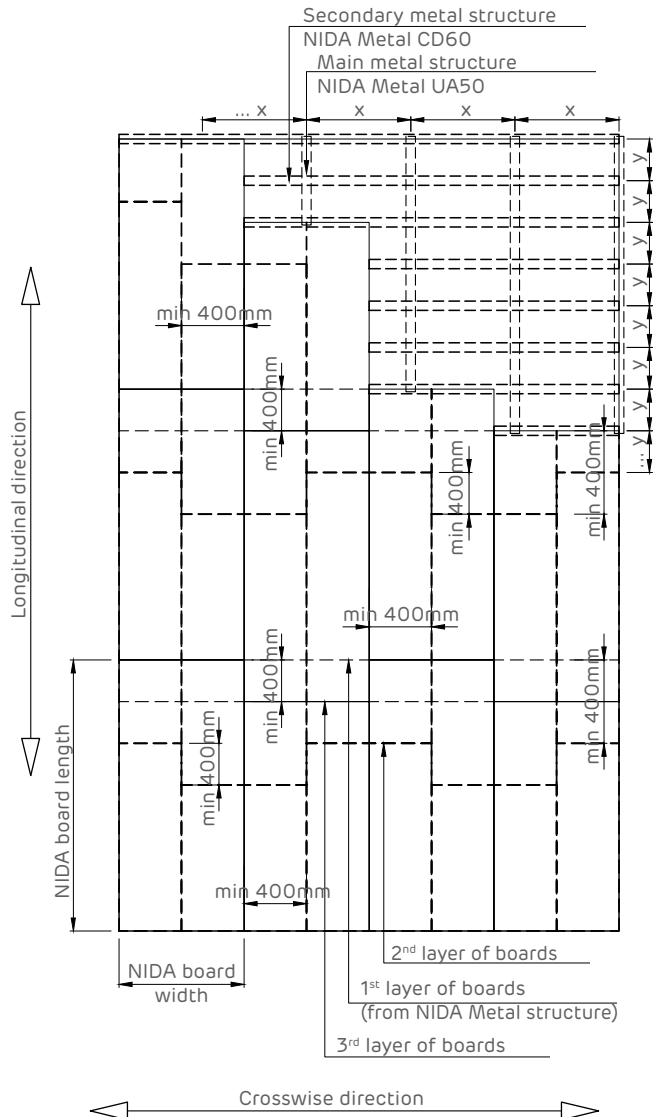 Secondary metal structure
NIDA Metal CD60
Main metal structure
NIDA Metal UA50
... x
x
x
x
y
y
y
y
y
y
y
... y
min 400mm
min 400mm
min 400mm
min 400mm
Longitudinal direction
min 400mm
min 400mm
min 400mm
min 400mm
NIDA board length
min 400mm
NIDA board
width
2nd layer of boards
1st layer of boards
(from NIDA Metal structure)
3rd layer of boards
Crosswise direction